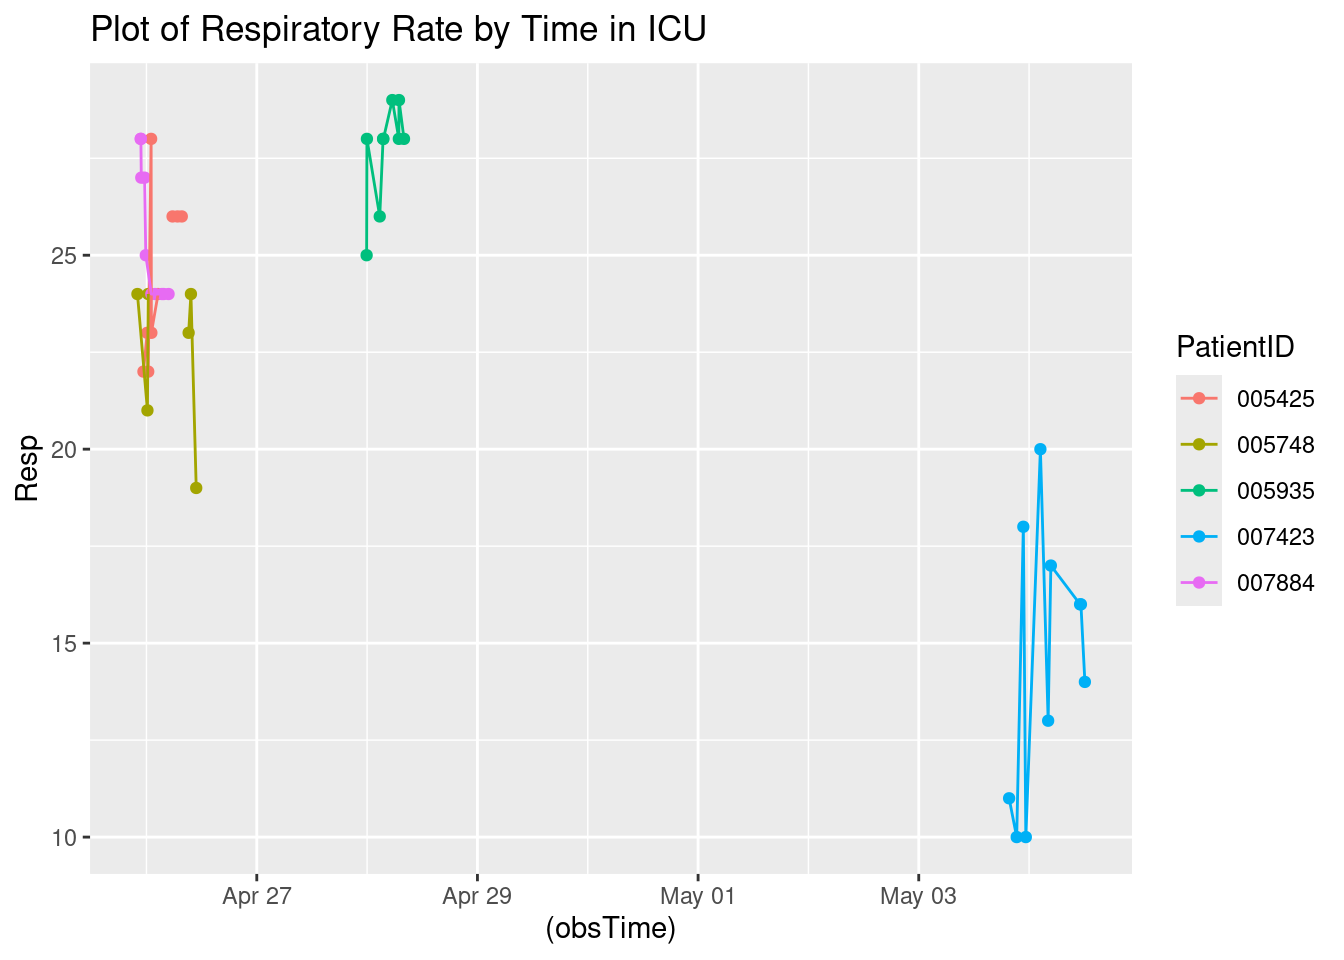 Plot of Respiratory Rate by Time in ICU
25
20
15
10
Resp
Apr 27
Apr 29
May 01
May 03
(obsTime)
PatientID
005425
005748
005935
007423
007884